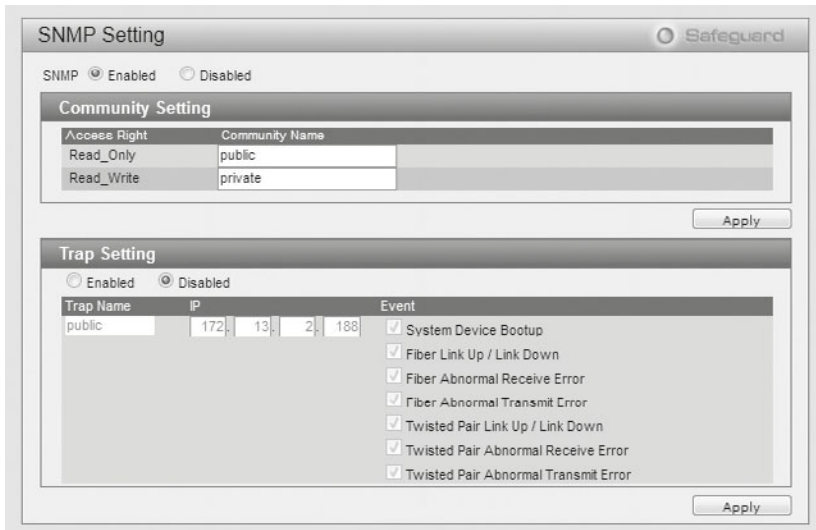 SNMP Setting
Safeguard
SNMP Enabled Disabled
Community Setting
Access Right Community Name
Read_Only public
Read_Write private
Apply
Trap Setting
Enabled Disabled
Trap Name IP Event
public 172. 13. 2. 188 System Device Bootup
Fiber Link Up / Link Down
Fiber Abnormal Receive Error
Fiber Abnormal Transmit Error
Twisted Pair Link Up / Link Down
Twisted Pair Abnormal Receive Error
Twisted Pair Abnormal Transmit Error
Apply